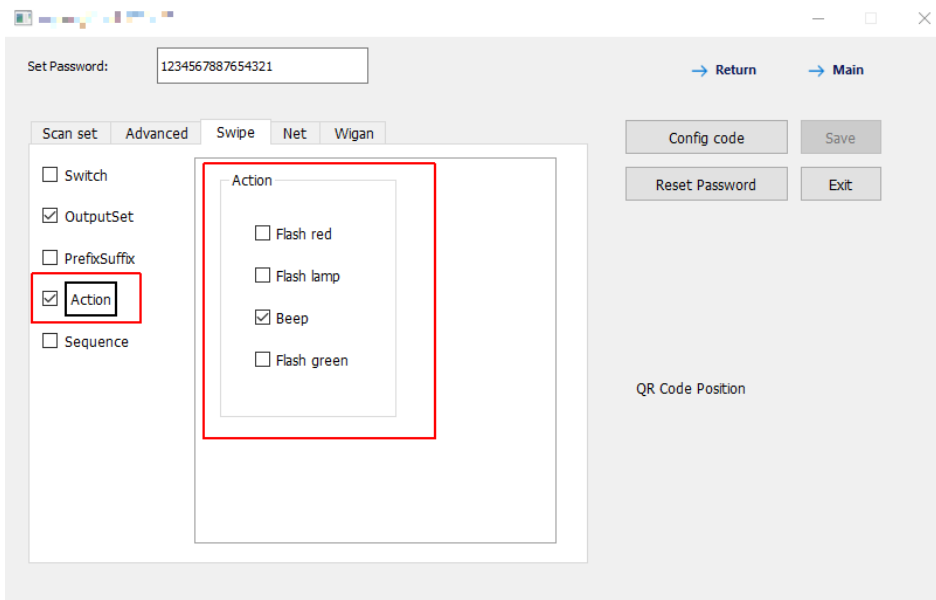 Set Password: 1234567887654321
Return Main
Scan set Advanced Swipe Net Wigan
Config code Save
Reset Password Exit
Switch
OutputSet
PrefixSuffix
Action
Sequence
Action
Flash red
Flash lamp
Beep
Flash green
QR Code Position